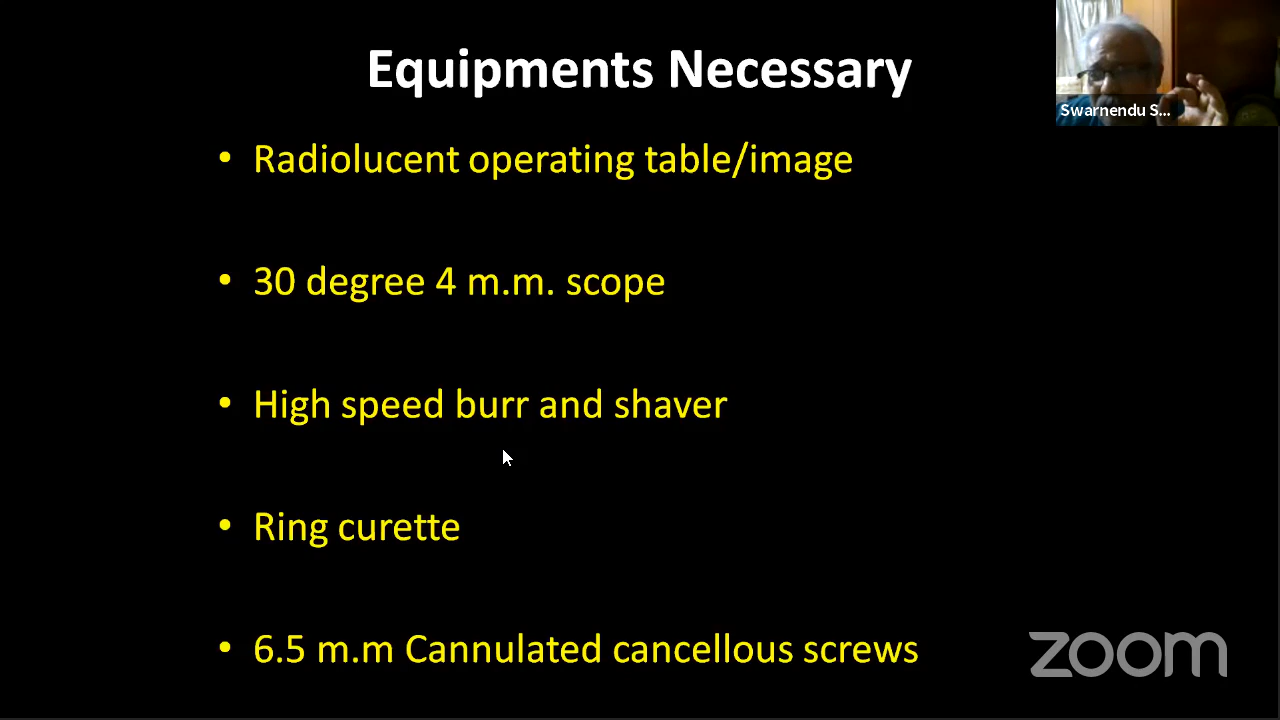 Equipments Necessary
Swarnendu S...
• Radiolucent operating table/image
• 30 degree 4 m.m. scope
• High speed burr and shaver
• Ring curette
• 6.5 m.m Cannulated cancellous screws
zoom